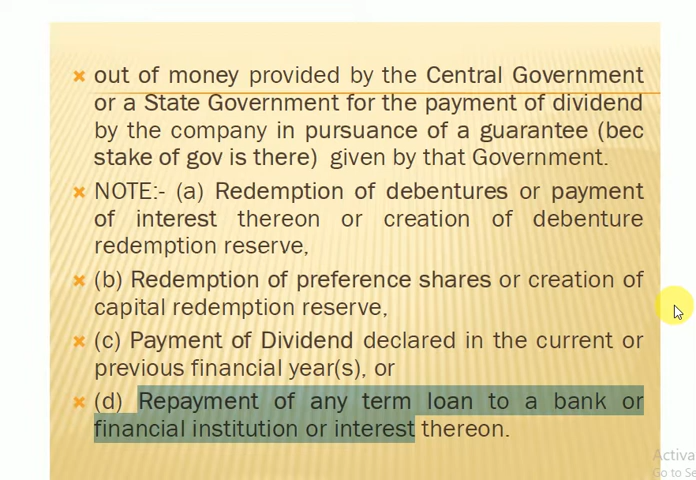 out of money provided by the Central Government
or a State Government for the payment of dividend
by the company in pursuance of a guarantee (bec
stake of gov is there) given by that Government.
NOTE:- (a) Redemption of debentures or payment
of interest thereon or creation of debenture
redemption reserve,
(b) Redemption of preference shares or creation of
capital redemption reserve,
(c) Payment of Dividend declared in the current or
previous financial year(s), or
(d) Repayment of any term loan to a bank or
financial institution or interest thereon.
Activa
Go to Se